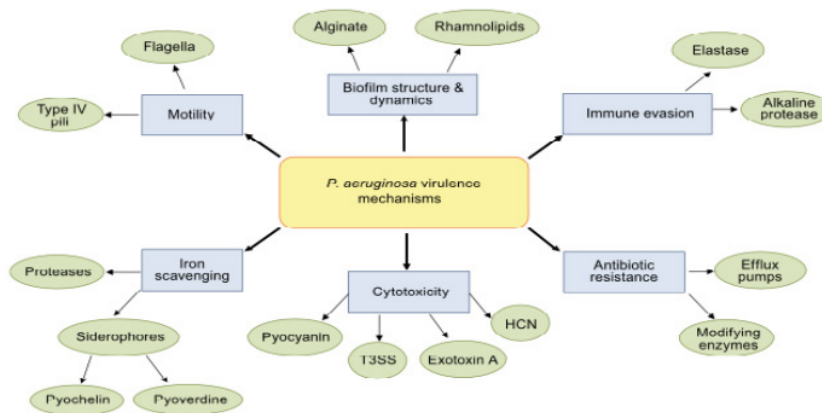 Alginate
Rhamnolipids
Flagella
Elastase
Type IV
pili
Motility
Biofilm structure &
dynamics
Immune evasion
Alkaline
protease
P. aeruginosa virulence
mechanisms
Proteases
Iron
scavenging
Cytotoxicity
Antibiotic
resistance
Efflux
pumps
Siderophores
Pyocyanin
T3SS
Exotoxin A
HCN
Modifying
enzymes
Pyochelin
Pyoverdine